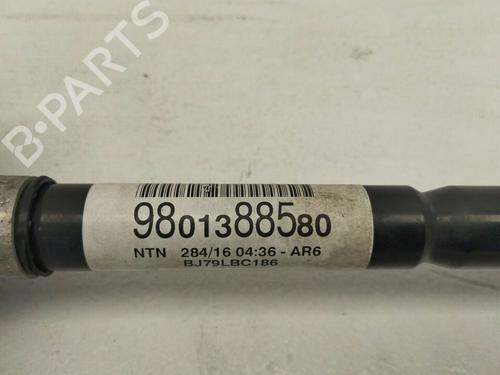 B-PARTS
9801388580
NTN 284/16 04:36 - AR6
BJ79LBC186